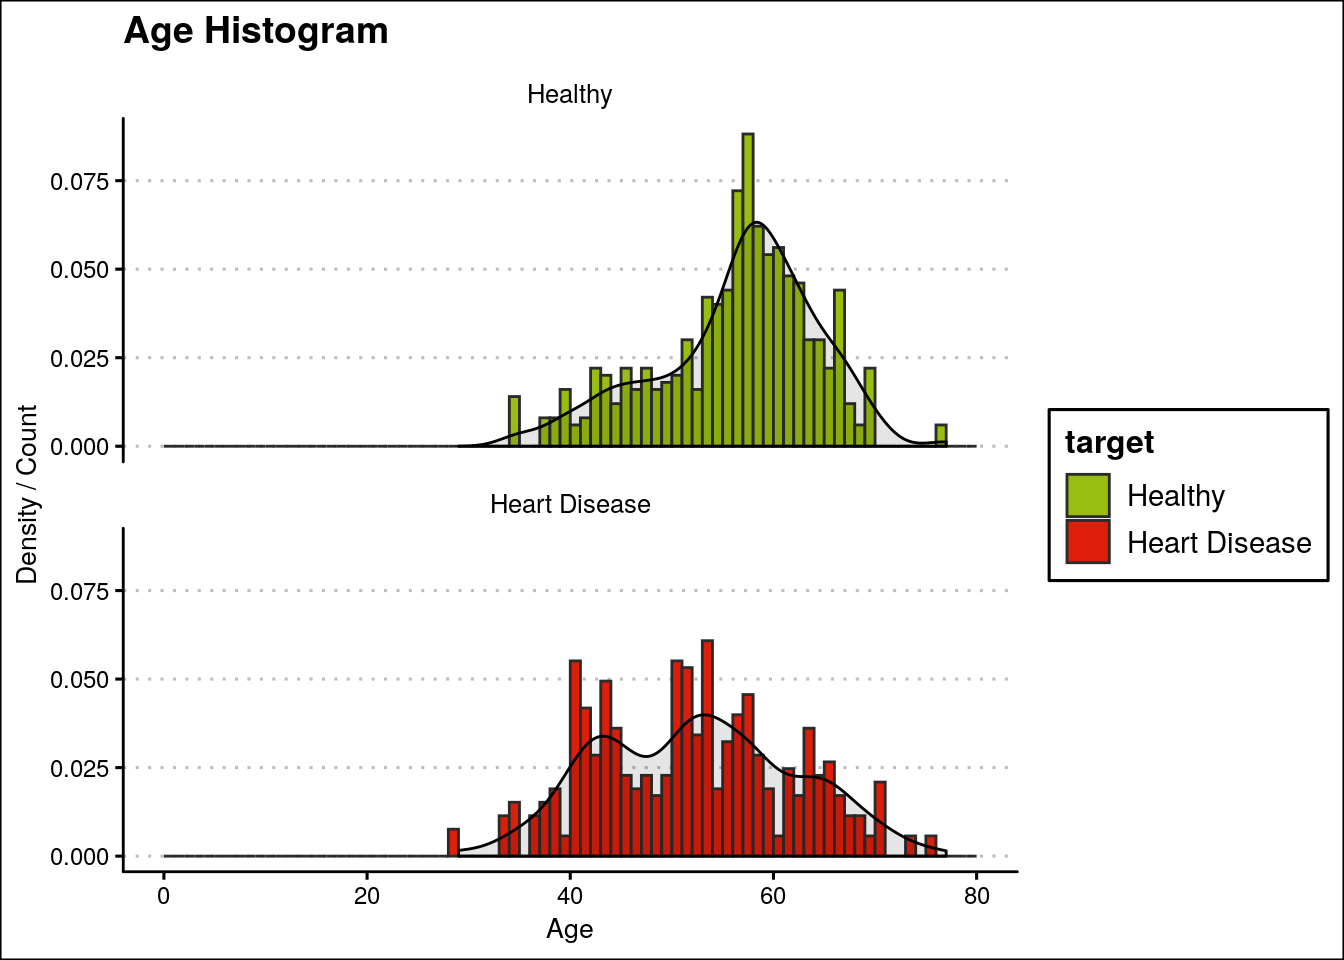 Age Histogram
Healthy
0.075
0.050
0.025
0.000
Density / Count
Heart Disease
0.075
0.050
0.025
0.000
0 20 40 60 80
Age
target
Healthy
Heart Disease